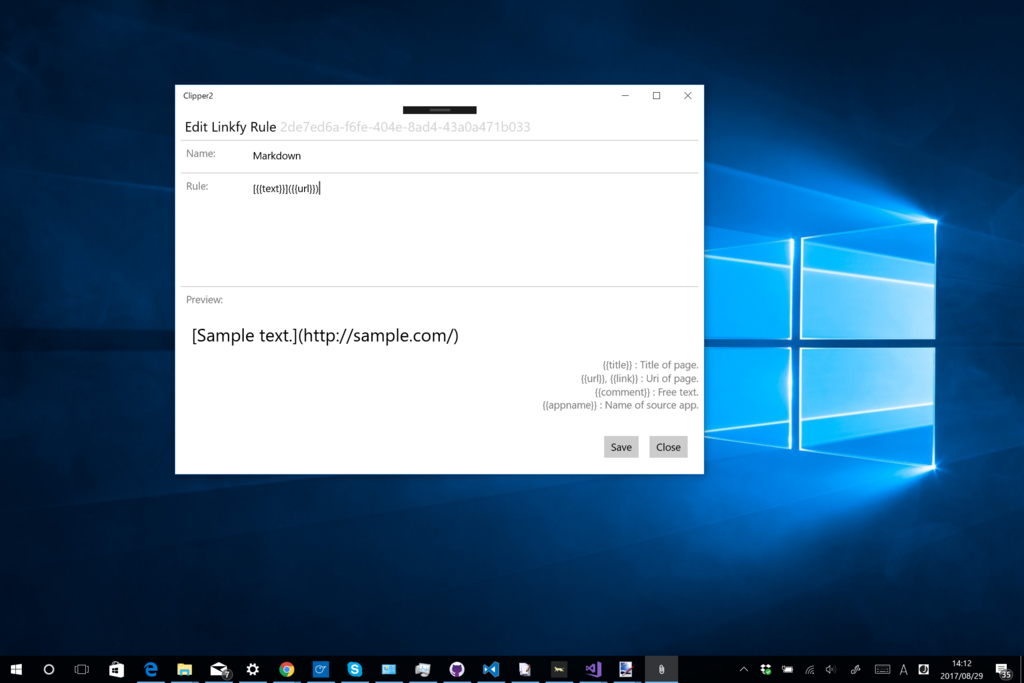 Clipper2
Edit Linkfy Rule 2de7ed6a-f6fe-404e-8ad4-43a0a471b033
Name: Markdown
Rule: [{{text}}]({{url}})
Preview:
[Sample text.](http://sample.com/)
{{title}} : Title of page.
{{url}}, {{link}} : Uri of page.
{{comment}} : Free text.
{{appname}} : Name of source app.
Save Close
7
A
14:12
2017/08/29
35